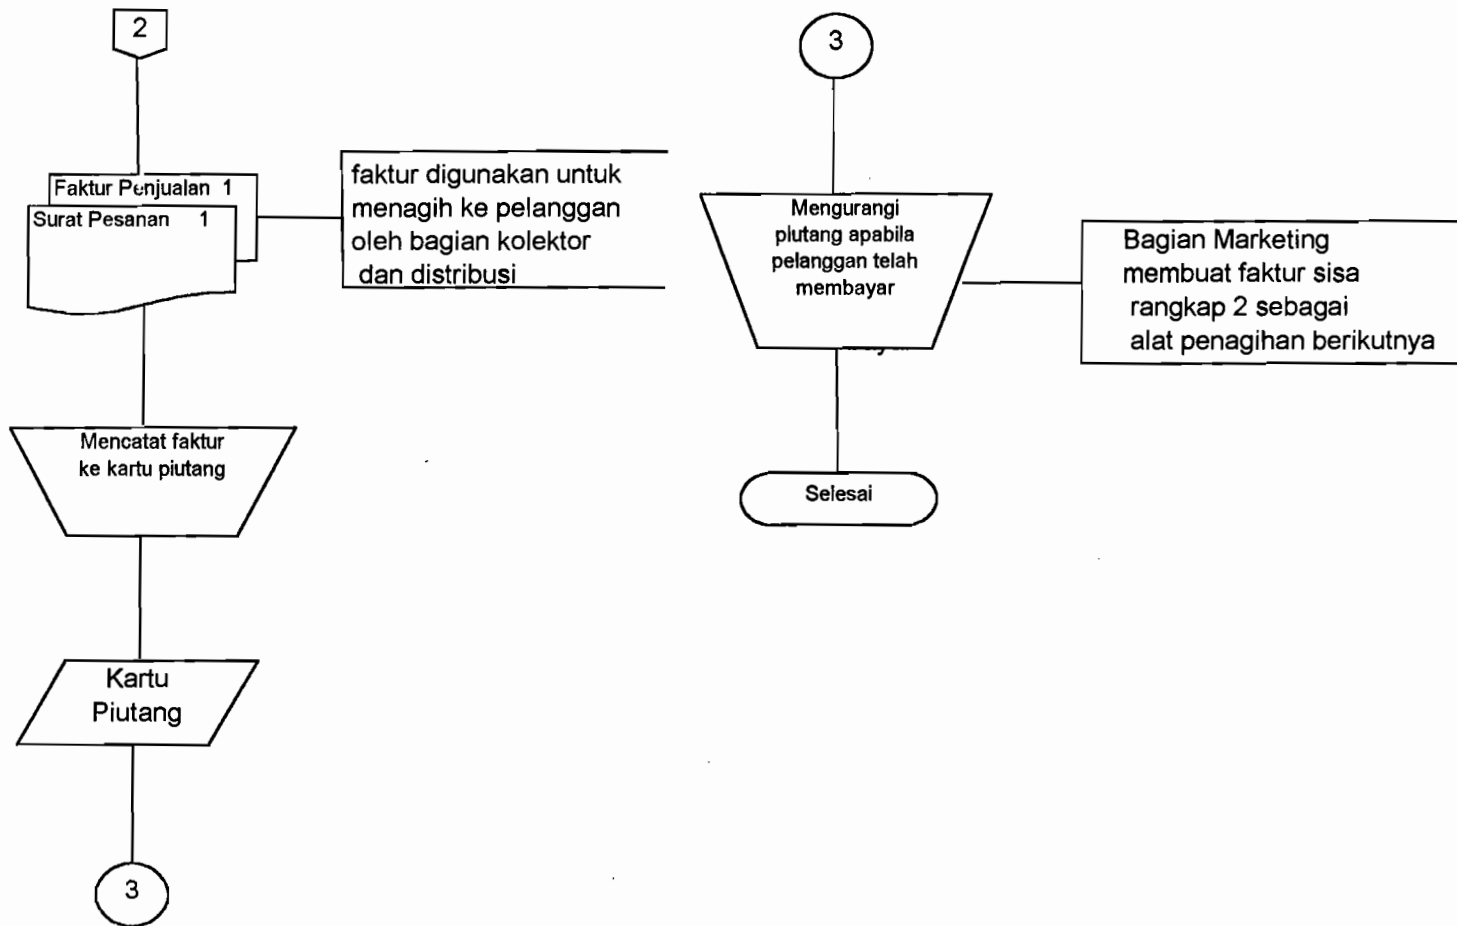 2
Faktur Penjualan 1
Surat Pesanan 1
faktur digunakan untuk
menagih ke pelanggan
oleh bagian kolektor
dan distribusi
Mencatat faktur
ke kartu piutang
Kartu
Piutang
3
3
Mengurangi
piutang apabila
pelanggan telah
membayar
Bagian Marketing
membuat faktur sisa
rangkap 2 sebagai
alat penagihan berikutnya
Selesai